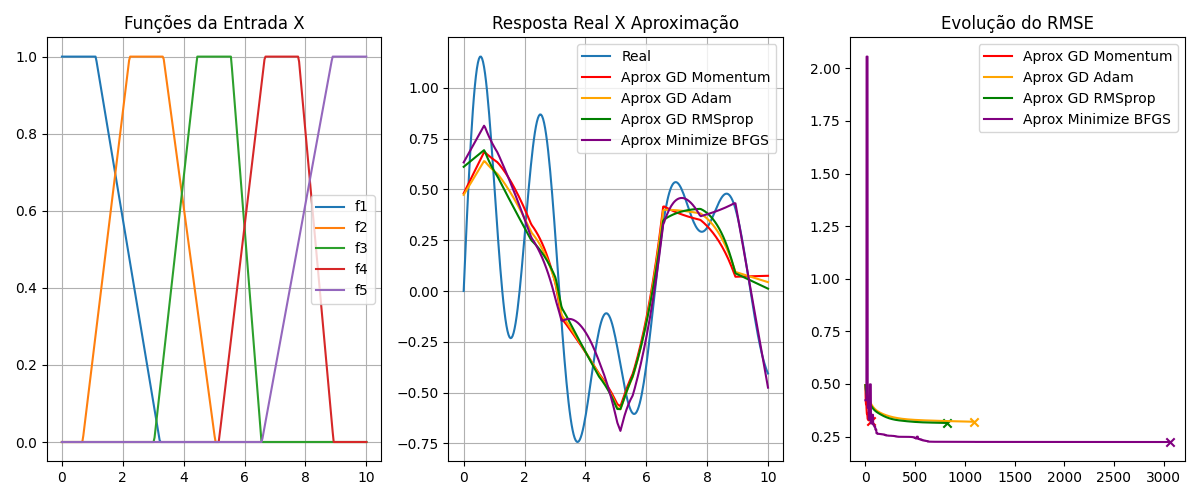 Funções da Entrada X
1.0
0.8
0.6
0.4
0.2
0.0
0 2 4 6 8 10
f1
f2
f3
f4
f5
Resposta Real X Aproximação
1.00
0.75
0.50
0.25
0.00
−0.25
−0.50
−0.75
0 2 4 6 8 10
Real
Aprox GD Momentum
Aprox GD Adam
Aprox GD RMSprop
Aprox Minimize BFGS
Evolução do RMSE
2.00
1.75
1.50
1.25
1.00
0.75
0.50
0.25
0 500 1000 1500 2000 2500 3000
Aprox GD Momentum
Aprox GD Adam
Aprox GD RMSprop
Aprox Minimize BFGS